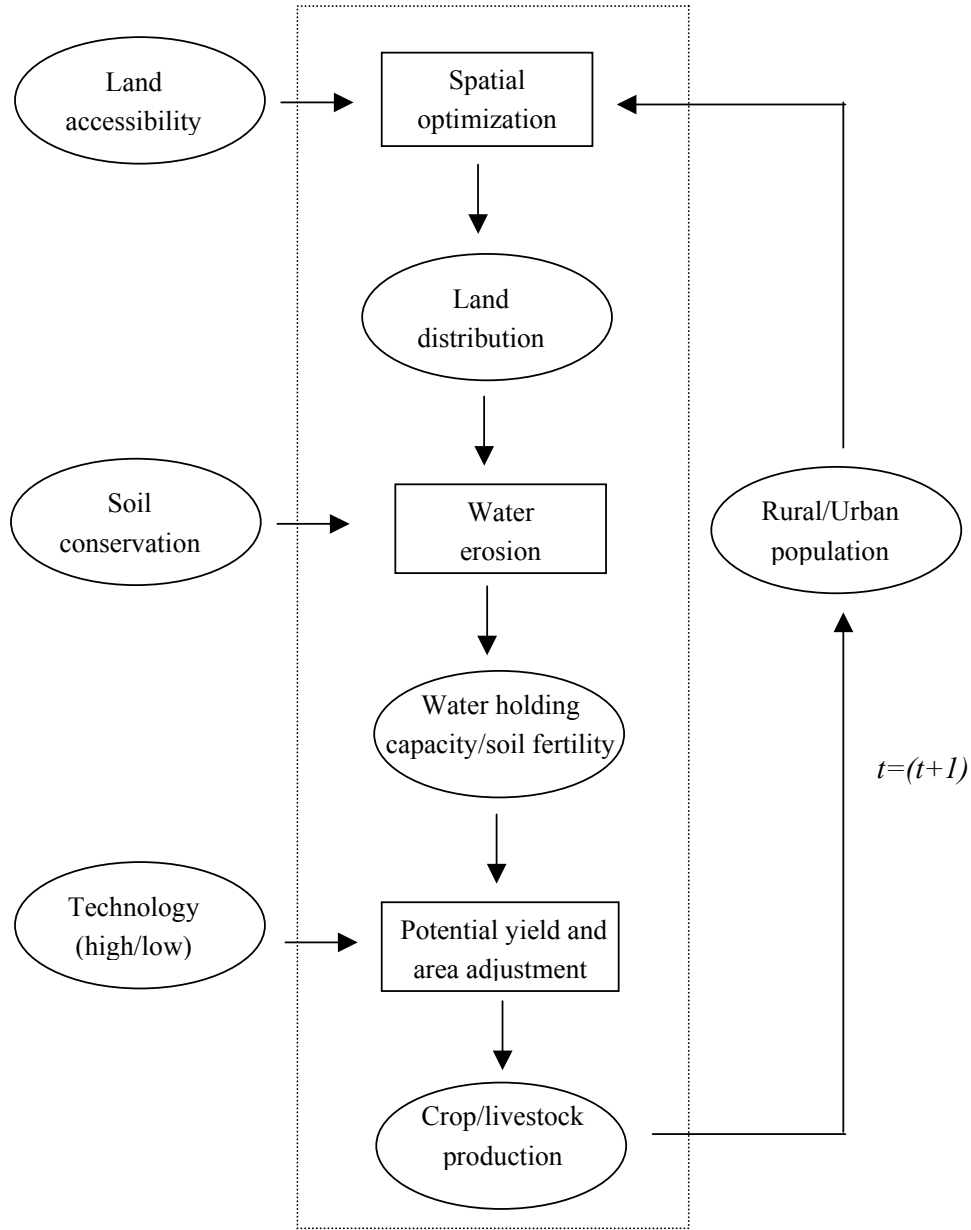 Land
accessibility
Spatial
optimization
Land
distribution
Soil
conservation
Water
erosion
Rural/Urban
population
Water holding
capacity/soil fertility
t=(t+1)
Technology
(high/low)
Potential yield and
area adjustment
Crop/livestock
production